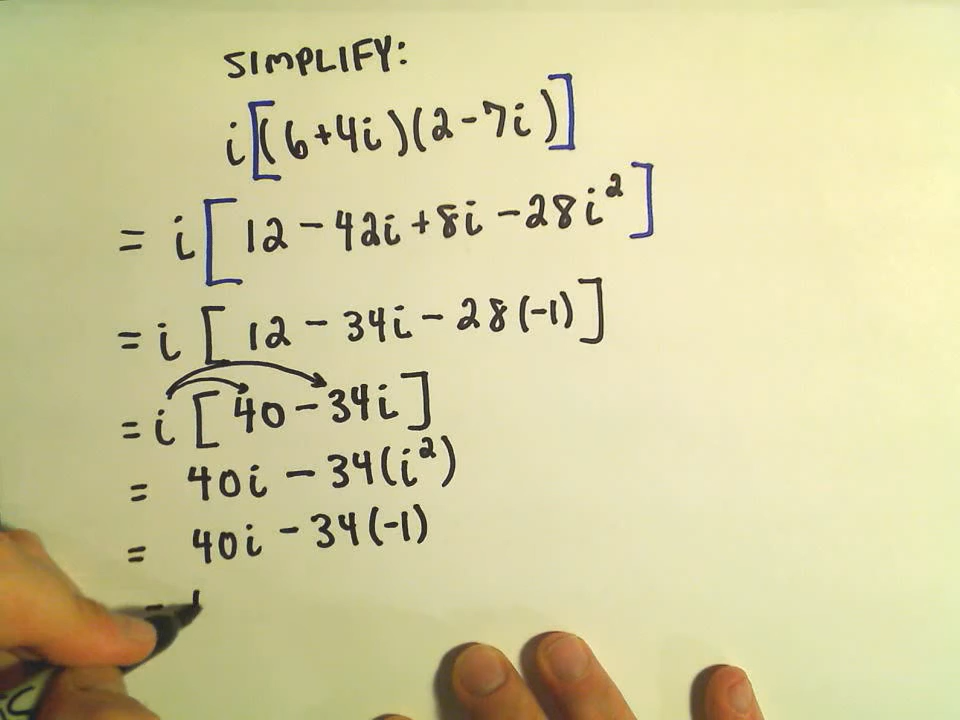 SIMPLIFY:
i[(6+4i)(2-7i)]
= i[12 - 42i + 8i - 28i²]
= i[12 - 34i - 28(-1)]
= i[40 - 34i]
= 40i - 34(i²)
= 40i - 34(-1)